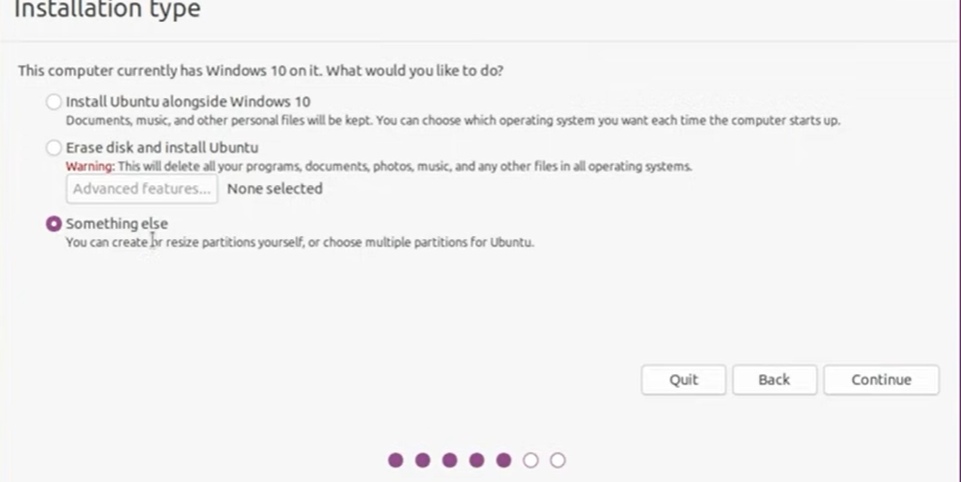 Installation type
This computer currently has Windows 10 on it. What would you like to do?
Install Ubuntu alongside Windows 10
Documents, music, and other personal files will be kept. You can choose which operating system you want each time the computer starts up.
Erase disk and install Ubuntu
Warning: This will delete all your programs, documents, photos, music, and any other files in all operating systems.
Advanced features... None selected
Something else
You can create or resize partitions yourself, or choose multiple partitions for Ubuntu.
Quit Back Continue